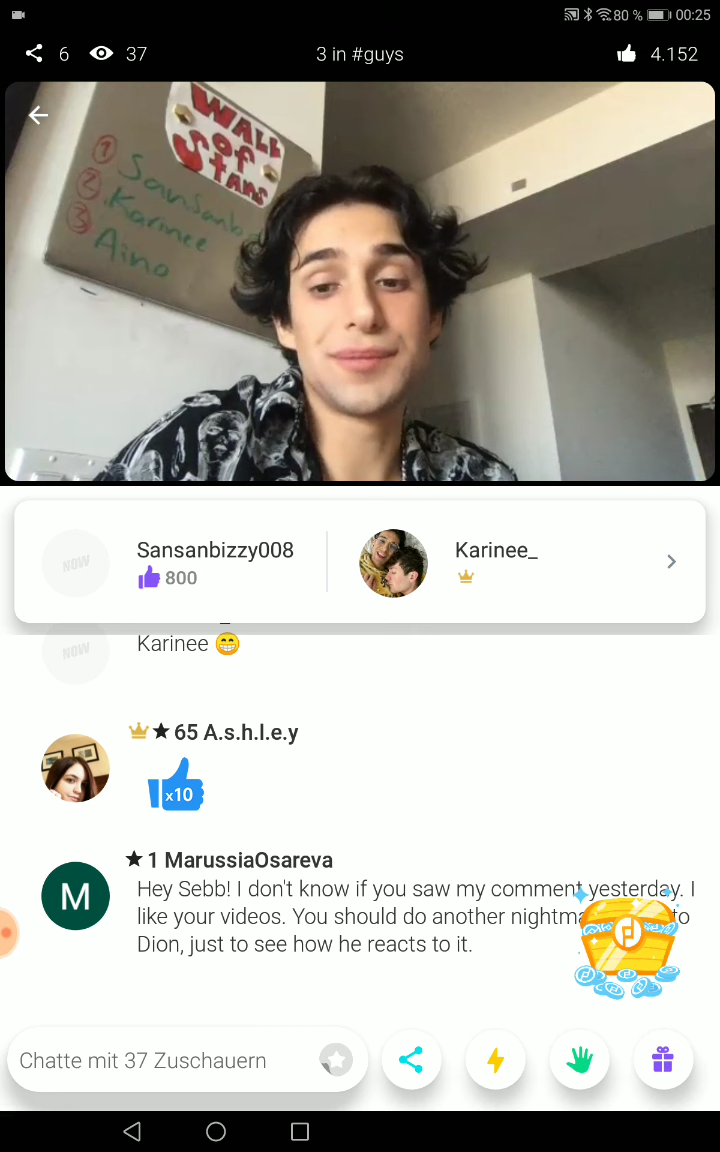 80 % 00:25
6 37 3 in #guys 4.152
WALL
OF
STANS
1 Sansanb
2 Karinee
3 Aino
NOW Sansanbizzy008 Karinee_
800
NOW Karinee 😁
65 A.s.h.l.e.y
x10
1 MarussiaOsareva
M Hey Sebb! I don't know if you saw my comment yesterday. I
like your videos. You should do another nightma to
Dion, just to see how he reacts to it.
Chatte mit 37 Zuschauern